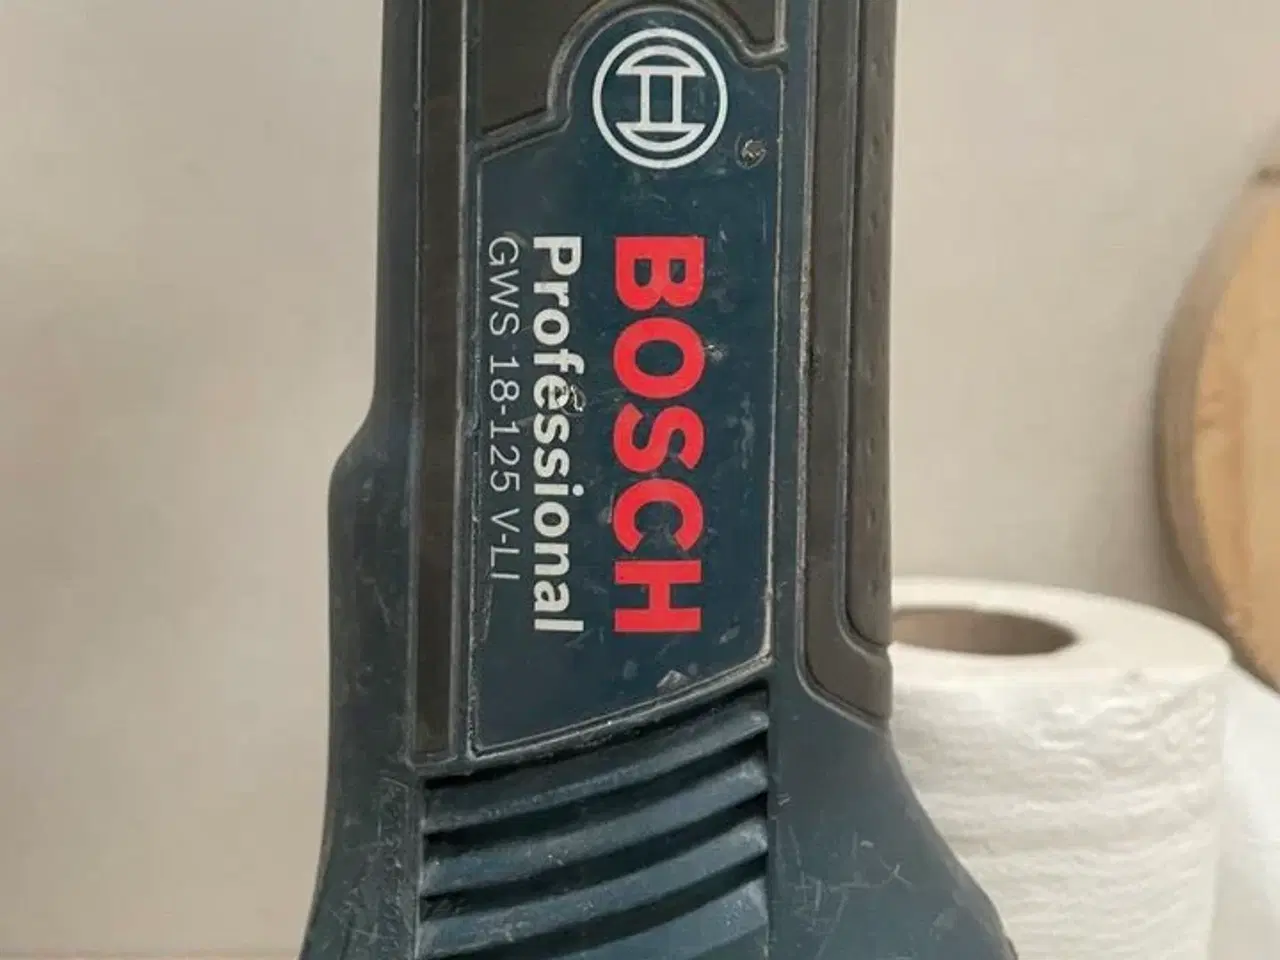 BOSCH
Professional
GWS 18-125 V-LI